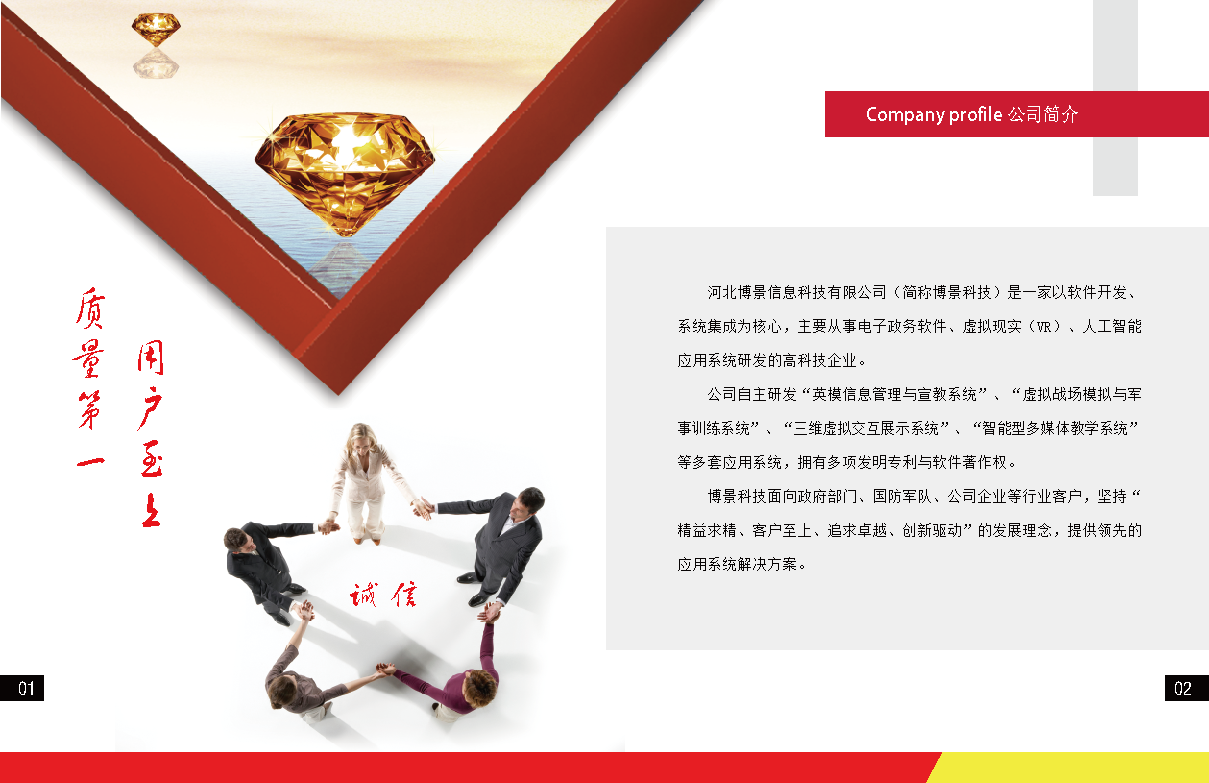 质量第一
用户至上
诚信
01
Company profile 公司简介
河北博景信息科技有限公司（简称博景科技）是一家以软件开发、
系统集成为核心，主要从事电子政务软件、虚拟现实（VR）、人工智能
应用系统研发的高科技企业。
公司自主研发“英模信息管理与宣教系统”、“虚拟战场模拟与军
事训练系统”、“三维虚拟交互展示系统”、“智能型多媒体教学系统”
等多套应用系统，拥有多项发明专利与软件著作权。
博景科技面向政府部门、国防军队、公司企业等行业客户，坚持“
精益求精、客户至上、追求卓越、创新驱动”的发展理念，提供领先的
应用系统解决方案。
02